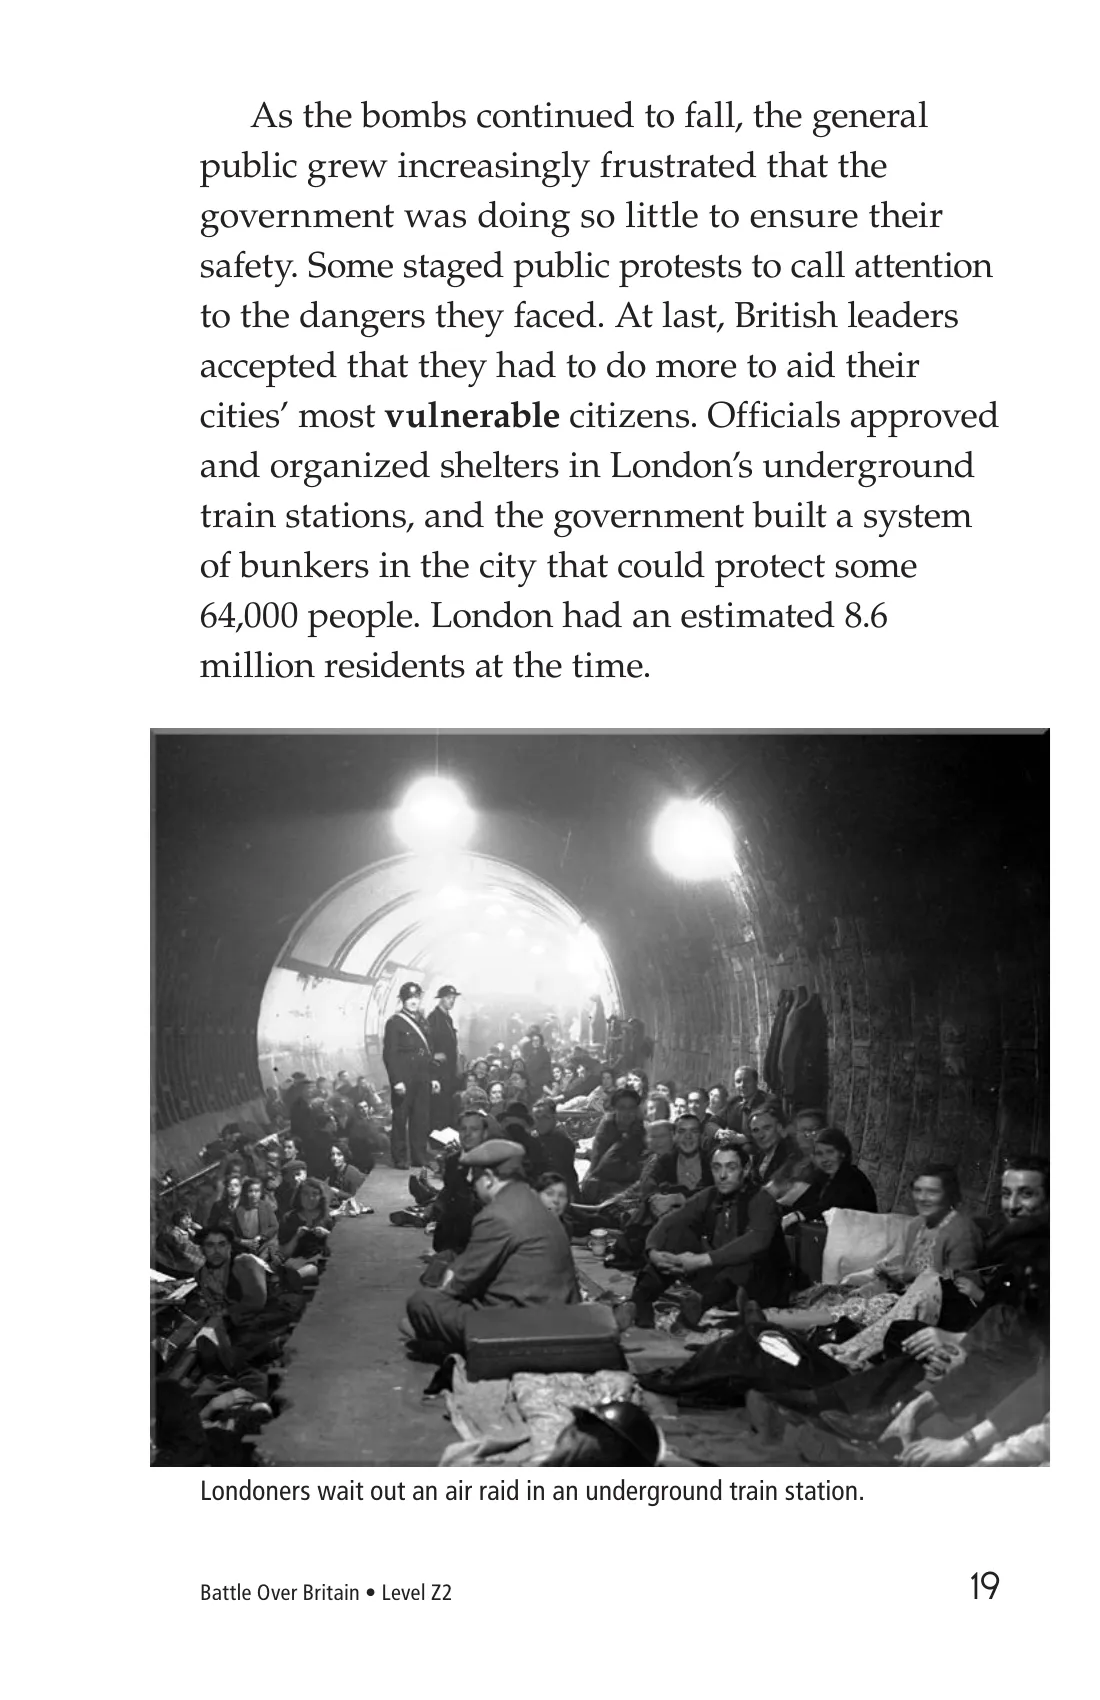 As the bombs continued to fall, the general
public grew increasingly frustrated that the
government was doing so little to ensure their
safety. Some staged public protests to call attention
to the dangers they faced. At last, British leaders
accepted that they had to do more to aid their
cities’ most vulnerable citizens. Officials approved
and organized shelters in London’s underground
train stations, and the government built a system
of bunkers in the city that could protect some
64,000 people. London had an estimated 8.6
million residents at the time.
Londoners wait out an air raid in an underground train station.
Battle Over Britain • Level Z2
19